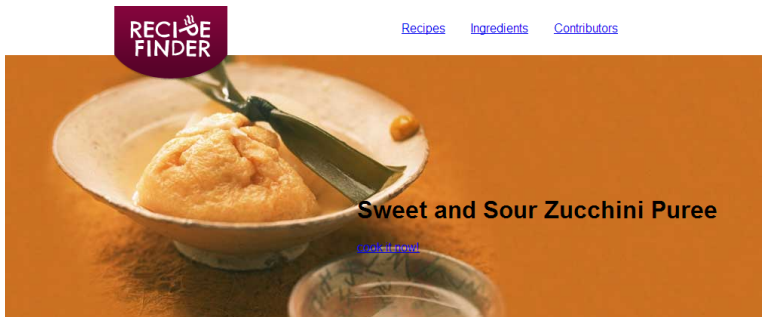 RECIPE
FINDER
Recipes Ingredients Contributors
Sweet and Sour Zucchini Puree
cook it now!